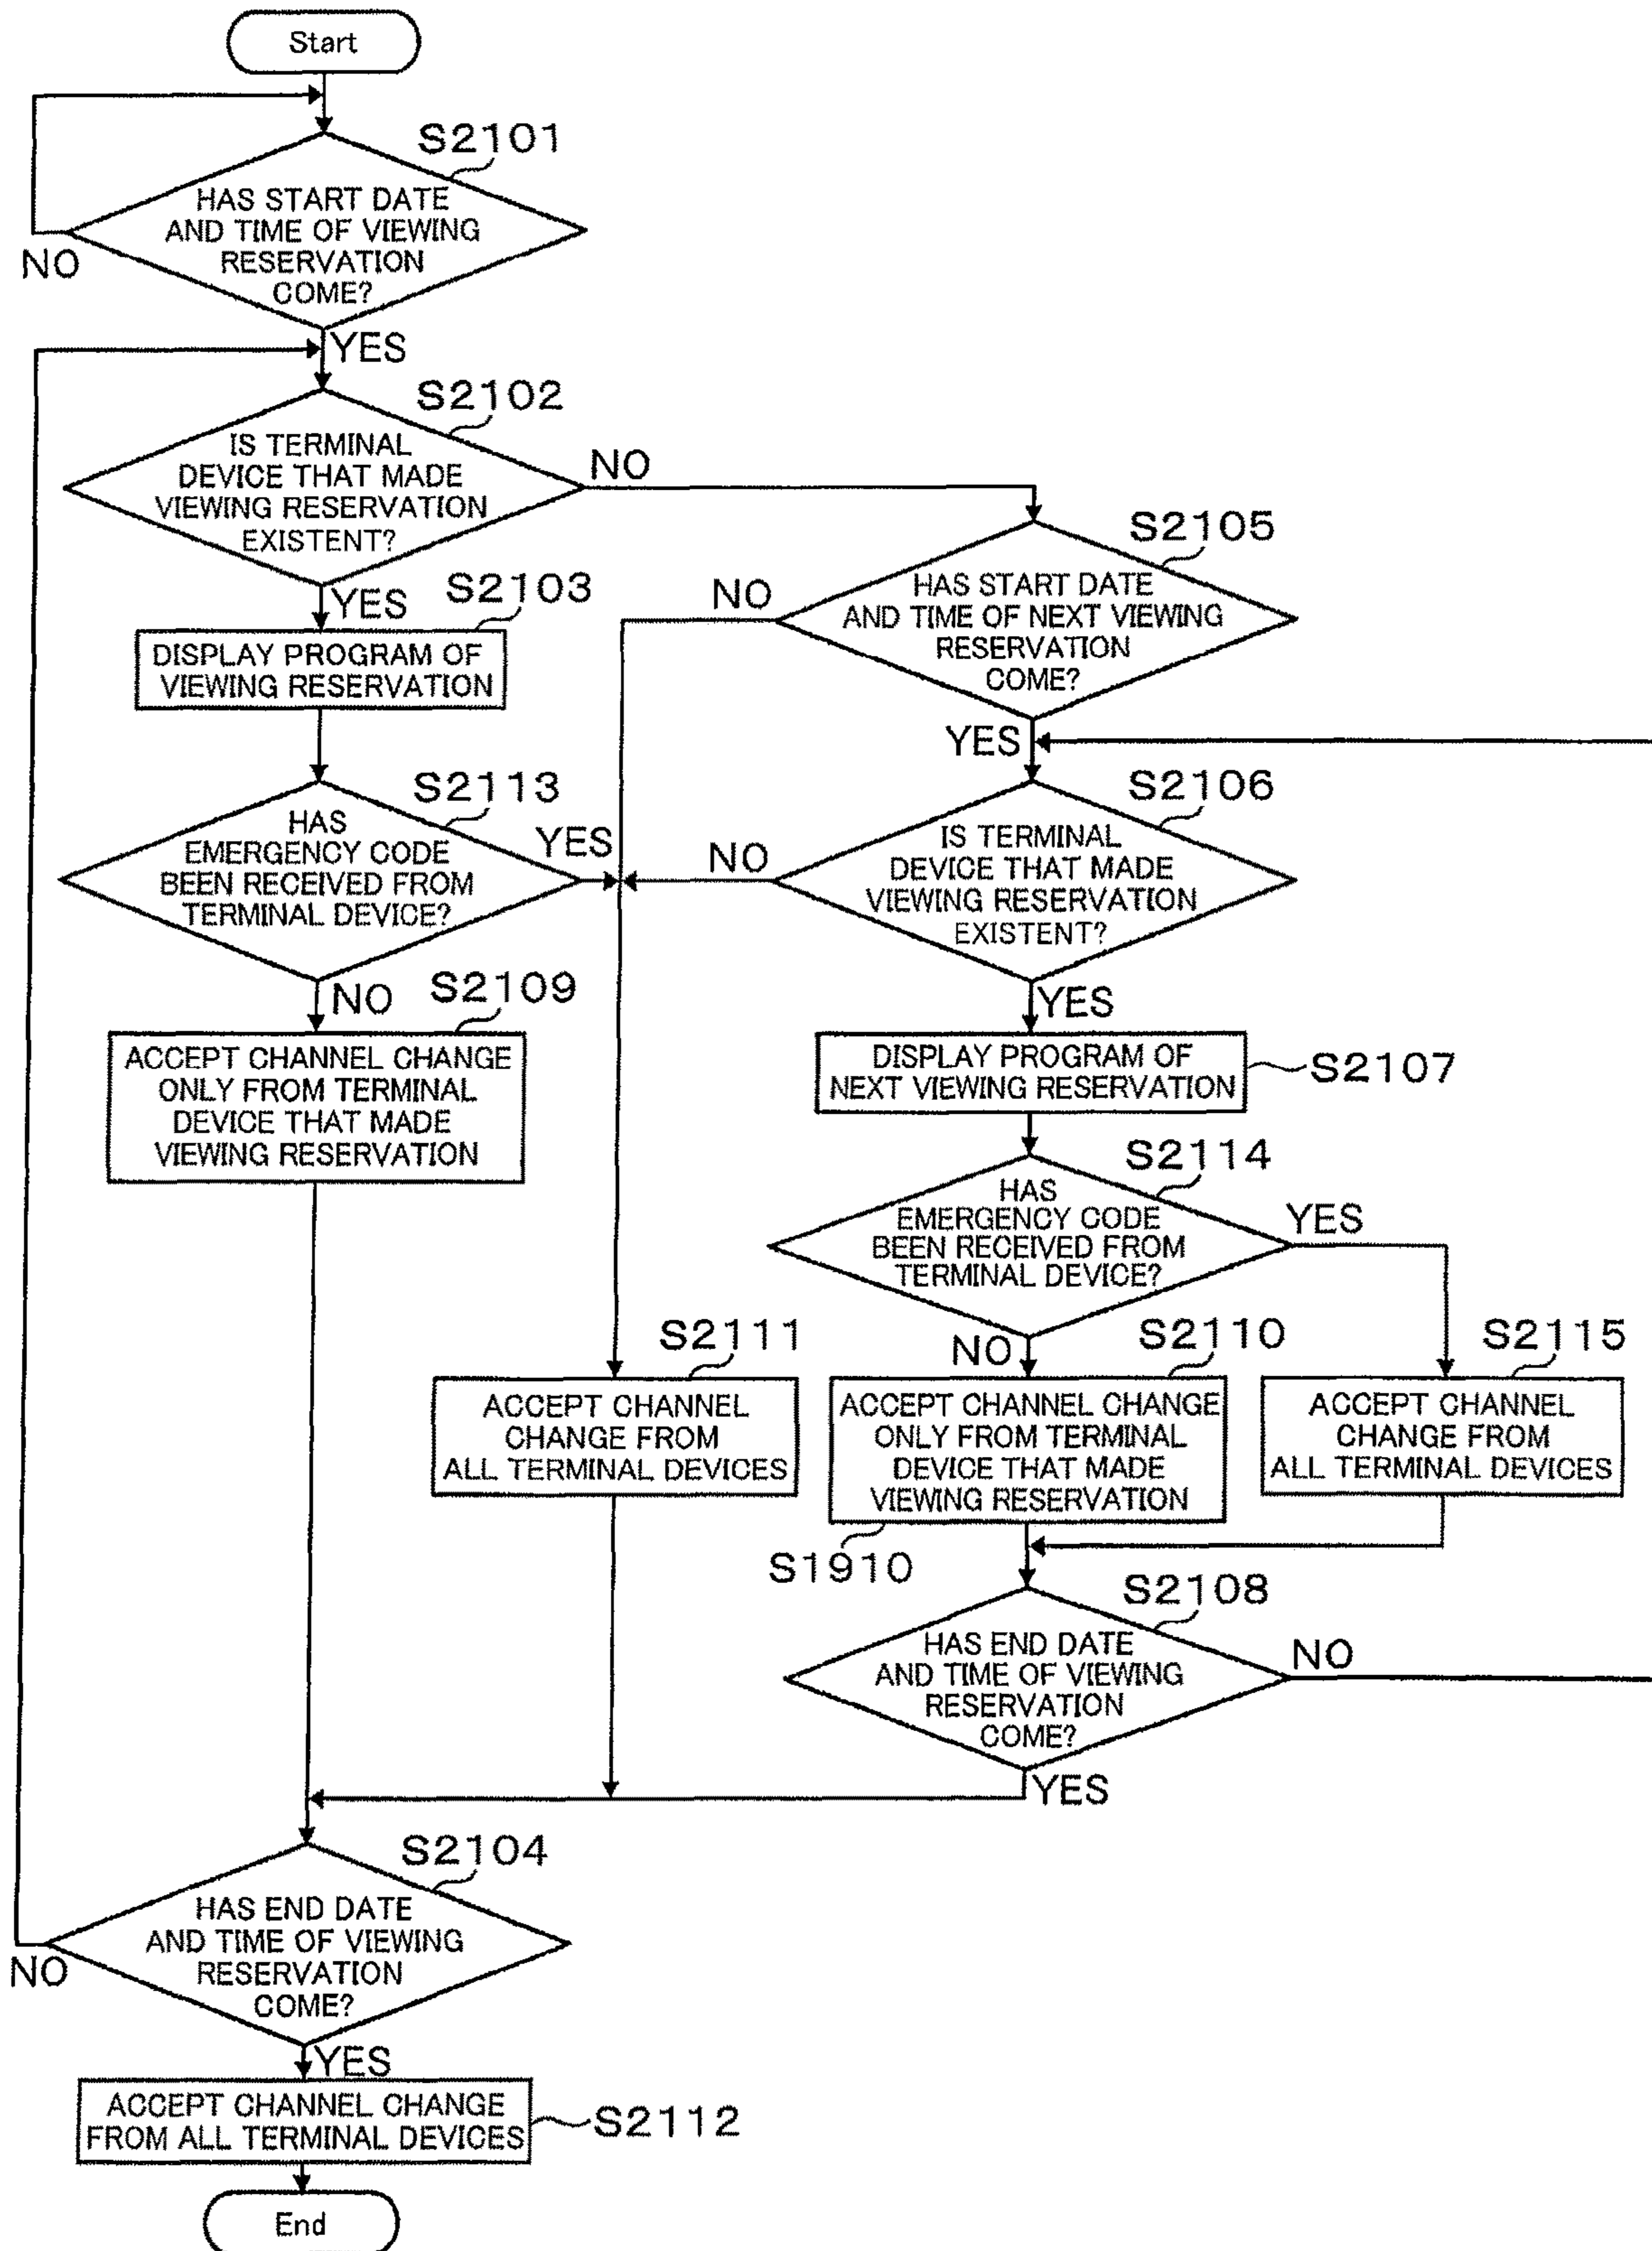 Start
S2101
HAS START DATE
AND TIME OF VIEWING
RESERVATION
COME?
NO
YES
S2102
IS TERMINAL
DEVICE THAT MADE
VIEWING RESERVATION
EXISTENT?
NO
YES
S2105
HAS START DATE
AND TIME OF NEXT VIEWING
RESERVATION
COME?
NO
YES
S2103
DISPLAY PROGRAM OF
VIEWING RESERVATION
S2113
HAS
EMERGENCY CODE
BEEN RECEIVED FROM
TERMINAL DEVICE?
YES
NO
S2106
IS TERMINAL
DEVICE THAT MADE
VIEWING RESERVATION
EXISTENT?
NO
YES
S2109
ACCEPT CHANNEL CHANGE
ONLY FROM TERMINAL
DEVICE THAT MADE
VIEWING RESERVATION
DISPLAY PROGRAM OF
NEXT VIEWING RESERVATION
S2107
S2114
HAS
EMERGENCY CODE
BEEN RECEIVED FROM
TERMINAL DEVICE?
YES
NO
S2111
ACCEPT CHANNEL
CHANGE FROM
ALL TERMINAL DEVICES
S2110
ACCEPT CHANNEL CHANGE
ONLY FROM TERMINAL
DEVICE THAT MADE
VIEWING RESERVATION
S1910
S2115
ACCEPT CHANNEL
CHANGE FROM
ALL TERMINAL DEVICES
S2108
HAS END DATE
AND TIME OF VIEWING
RESERVATION
COME?
NO
YES
S2104
HAS END DATE
AND TIME OF VIEWING
RESERVATION
COME?
NO
YES
ACCEPT CHANNEL CHANGE
FROM ALL TERMINAL DEVICES
S2112
End